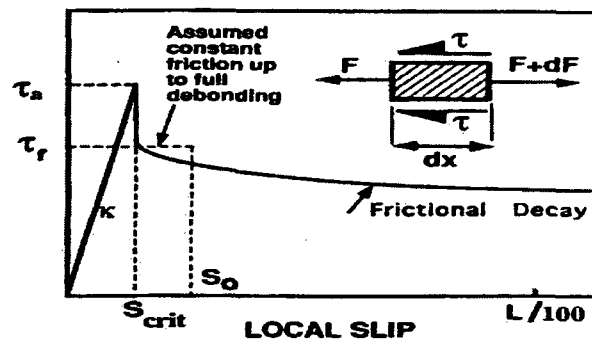 Assumed
constant
friction up
to full
debonding
τ
F
F+dF
τ
dx
τa
τf
κ
Frictional Decay
So
Scrit
L/100
LOCAL SLIP